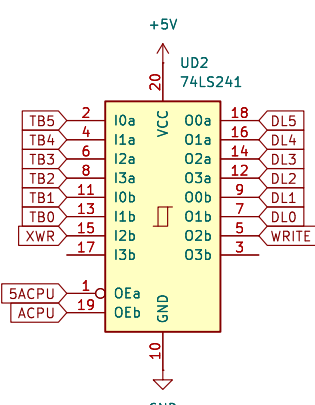 +5V
UD2
74LS241
20
VCC
TB5 2 I0a O0a 18 DL5
TB4 4 I1a O1a 16 DL4
TB3 6 I2a O2a 14 DL3
TB2 8 I3a O3a 12 DL2
TB1 11 I0b O0b 9 DL1
TB0 13 I1b O1b 7 DL0
XWR 15 I2b O2b 5 WRITE
17 I3b O3b 3
5ACPU 1 OEa
ACPU 19 OEb
GND
10